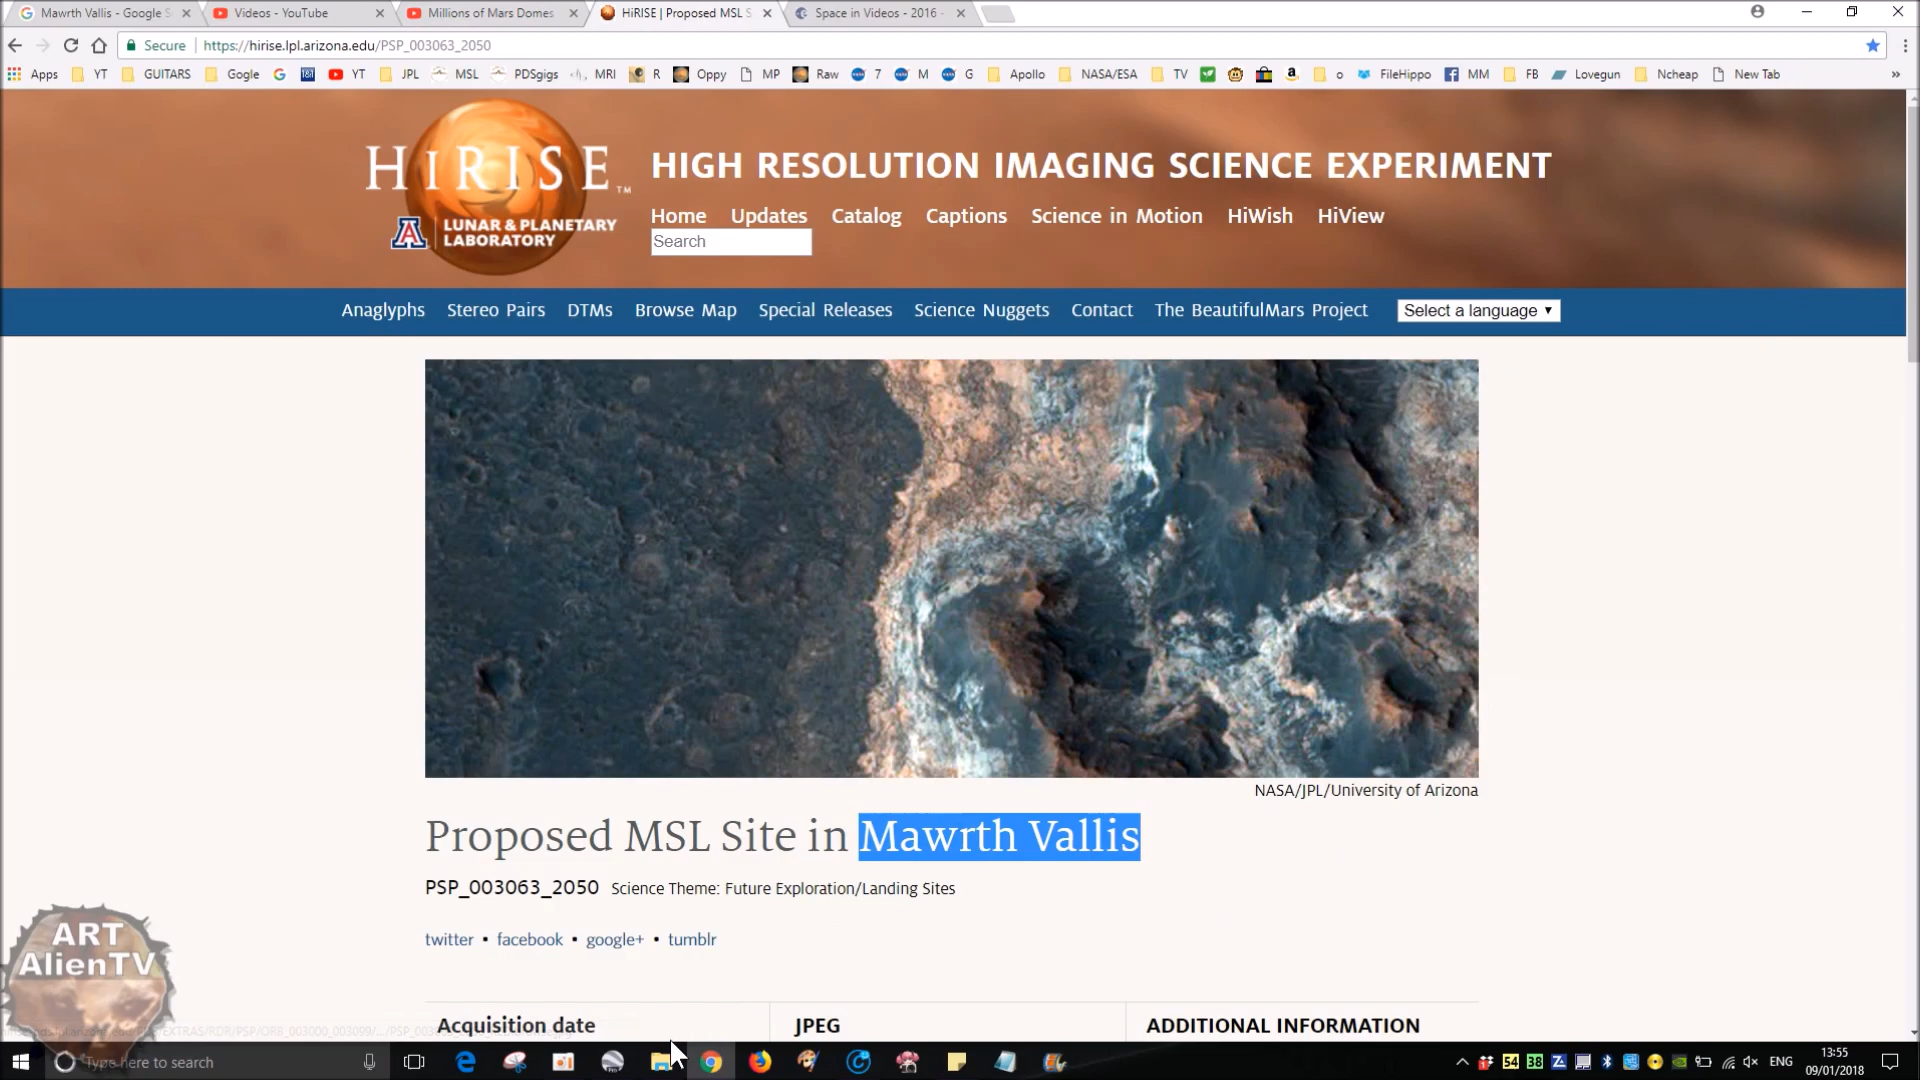 Mawrth Vallis - Google S
Videos - YouTube
Millions of Mars Domes
HiRISE | Proposed MSL S
Space in Videos - 2016 -
Secure
https://hirise.lpl.arizona.edu/PSP_003063_2050
Apps YT GUITARS Gogle YT JPL MSL PDSgigs MRI R Oppy MP Raw 7 M G Apollo NASA/ESA TV o FileHippo MM FB Lovegun Ncheap New Tab »
HiRISE™
LUNAR & PLANETARY
LABORATORY
HIGH RESOLUTION IMAGING SCIENCE EXPERIMENT
Home Updates Catalog Captions Science in Motion HiWish HiView
Search
Anaglyphs Stereo Pairs DTMs Browse Map Special Releases Science Nuggets Contact The BeautifulMars Project Select a language
NASA/JPL/University of Arizona
Proposed MSL Site in Mawrth Vallis
PSP_003063_2050 Science Theme: Future Exploration/Landing Sites
twitter • facebook • google+ • tumblr
ART
AlienTV
Acquisition date JPEG ADDITIONAL INFORMATION
Type here to search
54 38 ENG
13:55
09/01/2018